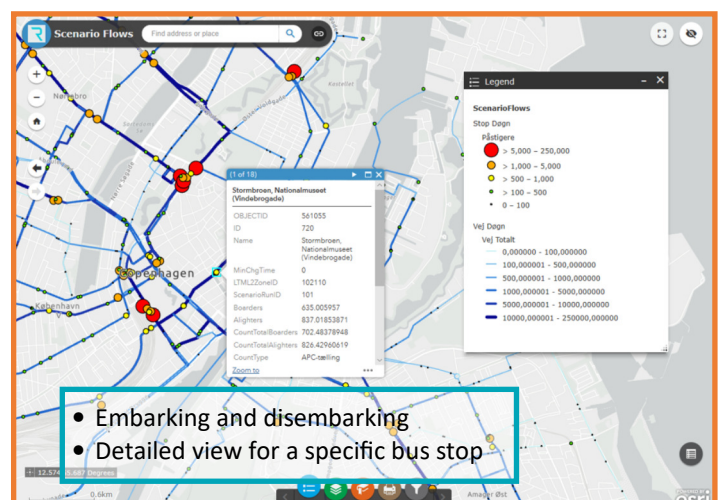 Scenario Flows
Find address or place
+
−
Nørrebro
Kastellet
Copenhagen
København
(1 of 18)
Stormbroen, Nationalmuseet
(Vindebrogade)
OBJECTID 561055
ID 720
Name Stormbroen,
Nationalmuseet
(Vindebrogade)
MinChgTime 0
LTML2ZoneID 102110
ScenarioRunID 101
Boarders 635.005957
Alighters 837.01853871
CountTotalBoarders 702.48378948
CountTotalAlighters 826.42960619
CountType APC-tælling
Zoom to
Legend
ScenarioFlows
Stop Døgn
Påstigere
> 5,000 – 250,000
> 1,000 – 5,000
> 500 – 1,000
> 100 – 500
0 – 100
Vej Døgn
Vej Totalt
0,000000 - 100,000000
100,000001 - 500,000000
500,000001 - 1000,000000
1000,000001 - 5000,000000
5000,000001 - 10000,000000
10000,000001 - 250000,000000
• Embarking and disembarking
• Detailed view for a specific bus stop
0.6km
Amager Øst
esri